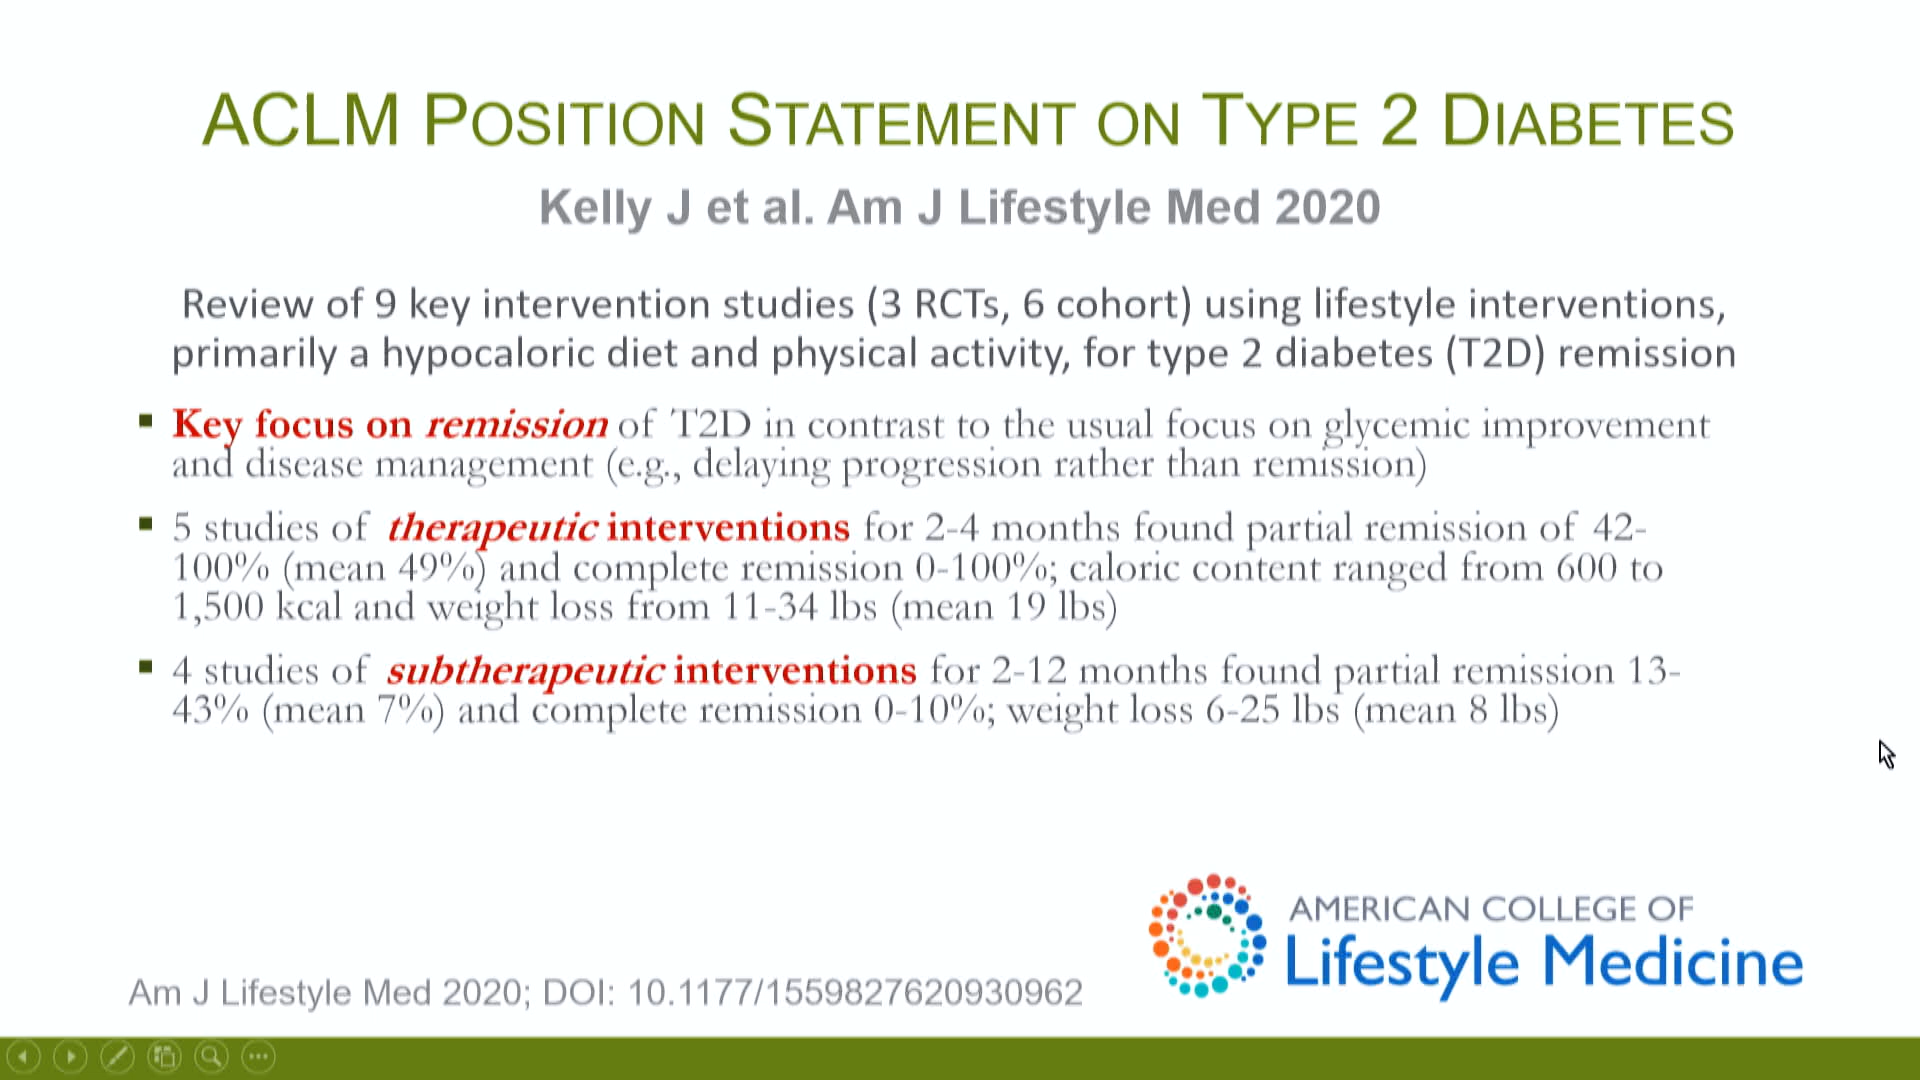 ACLM POSITION STATEMENT ON TYPE 2 DIABETES
Kelly J et al. Am J Lifestyle Med 2020
Review of 9 key intervention studies (3 RCTs, 6 cohort) using lifestyle interventions,
primarily a hypocaloric diet and physical activity, for type 2 diabetes (T2D) remission
▪ Key focus on remission of T2D in contrast to the usual focus on glycemic improvement
and disease management (e.g., delaying progression rather than remission)
▪ 5 studies of therapeutic interventions for 2-4 months found partial remission of 42-
100% (mean 49%) and complete remission 0-100%; caloric content ranged from 600 to
1,500 kcal and weight loss from 11-34 lbs (mean 19 lbs)
▪ 4 studies of subtherapeutic interventions for 2-12 months found partial remission 13-
43% (mean 7%) and complete remission 0-10%; weight loss 6-25 lbs (mean 8 lbs)
AMERICAN COLLEGE OF
Lifestyle Medicine
Am J Lifestyle Med 2020; DOI: 10.1177/1559827620930962